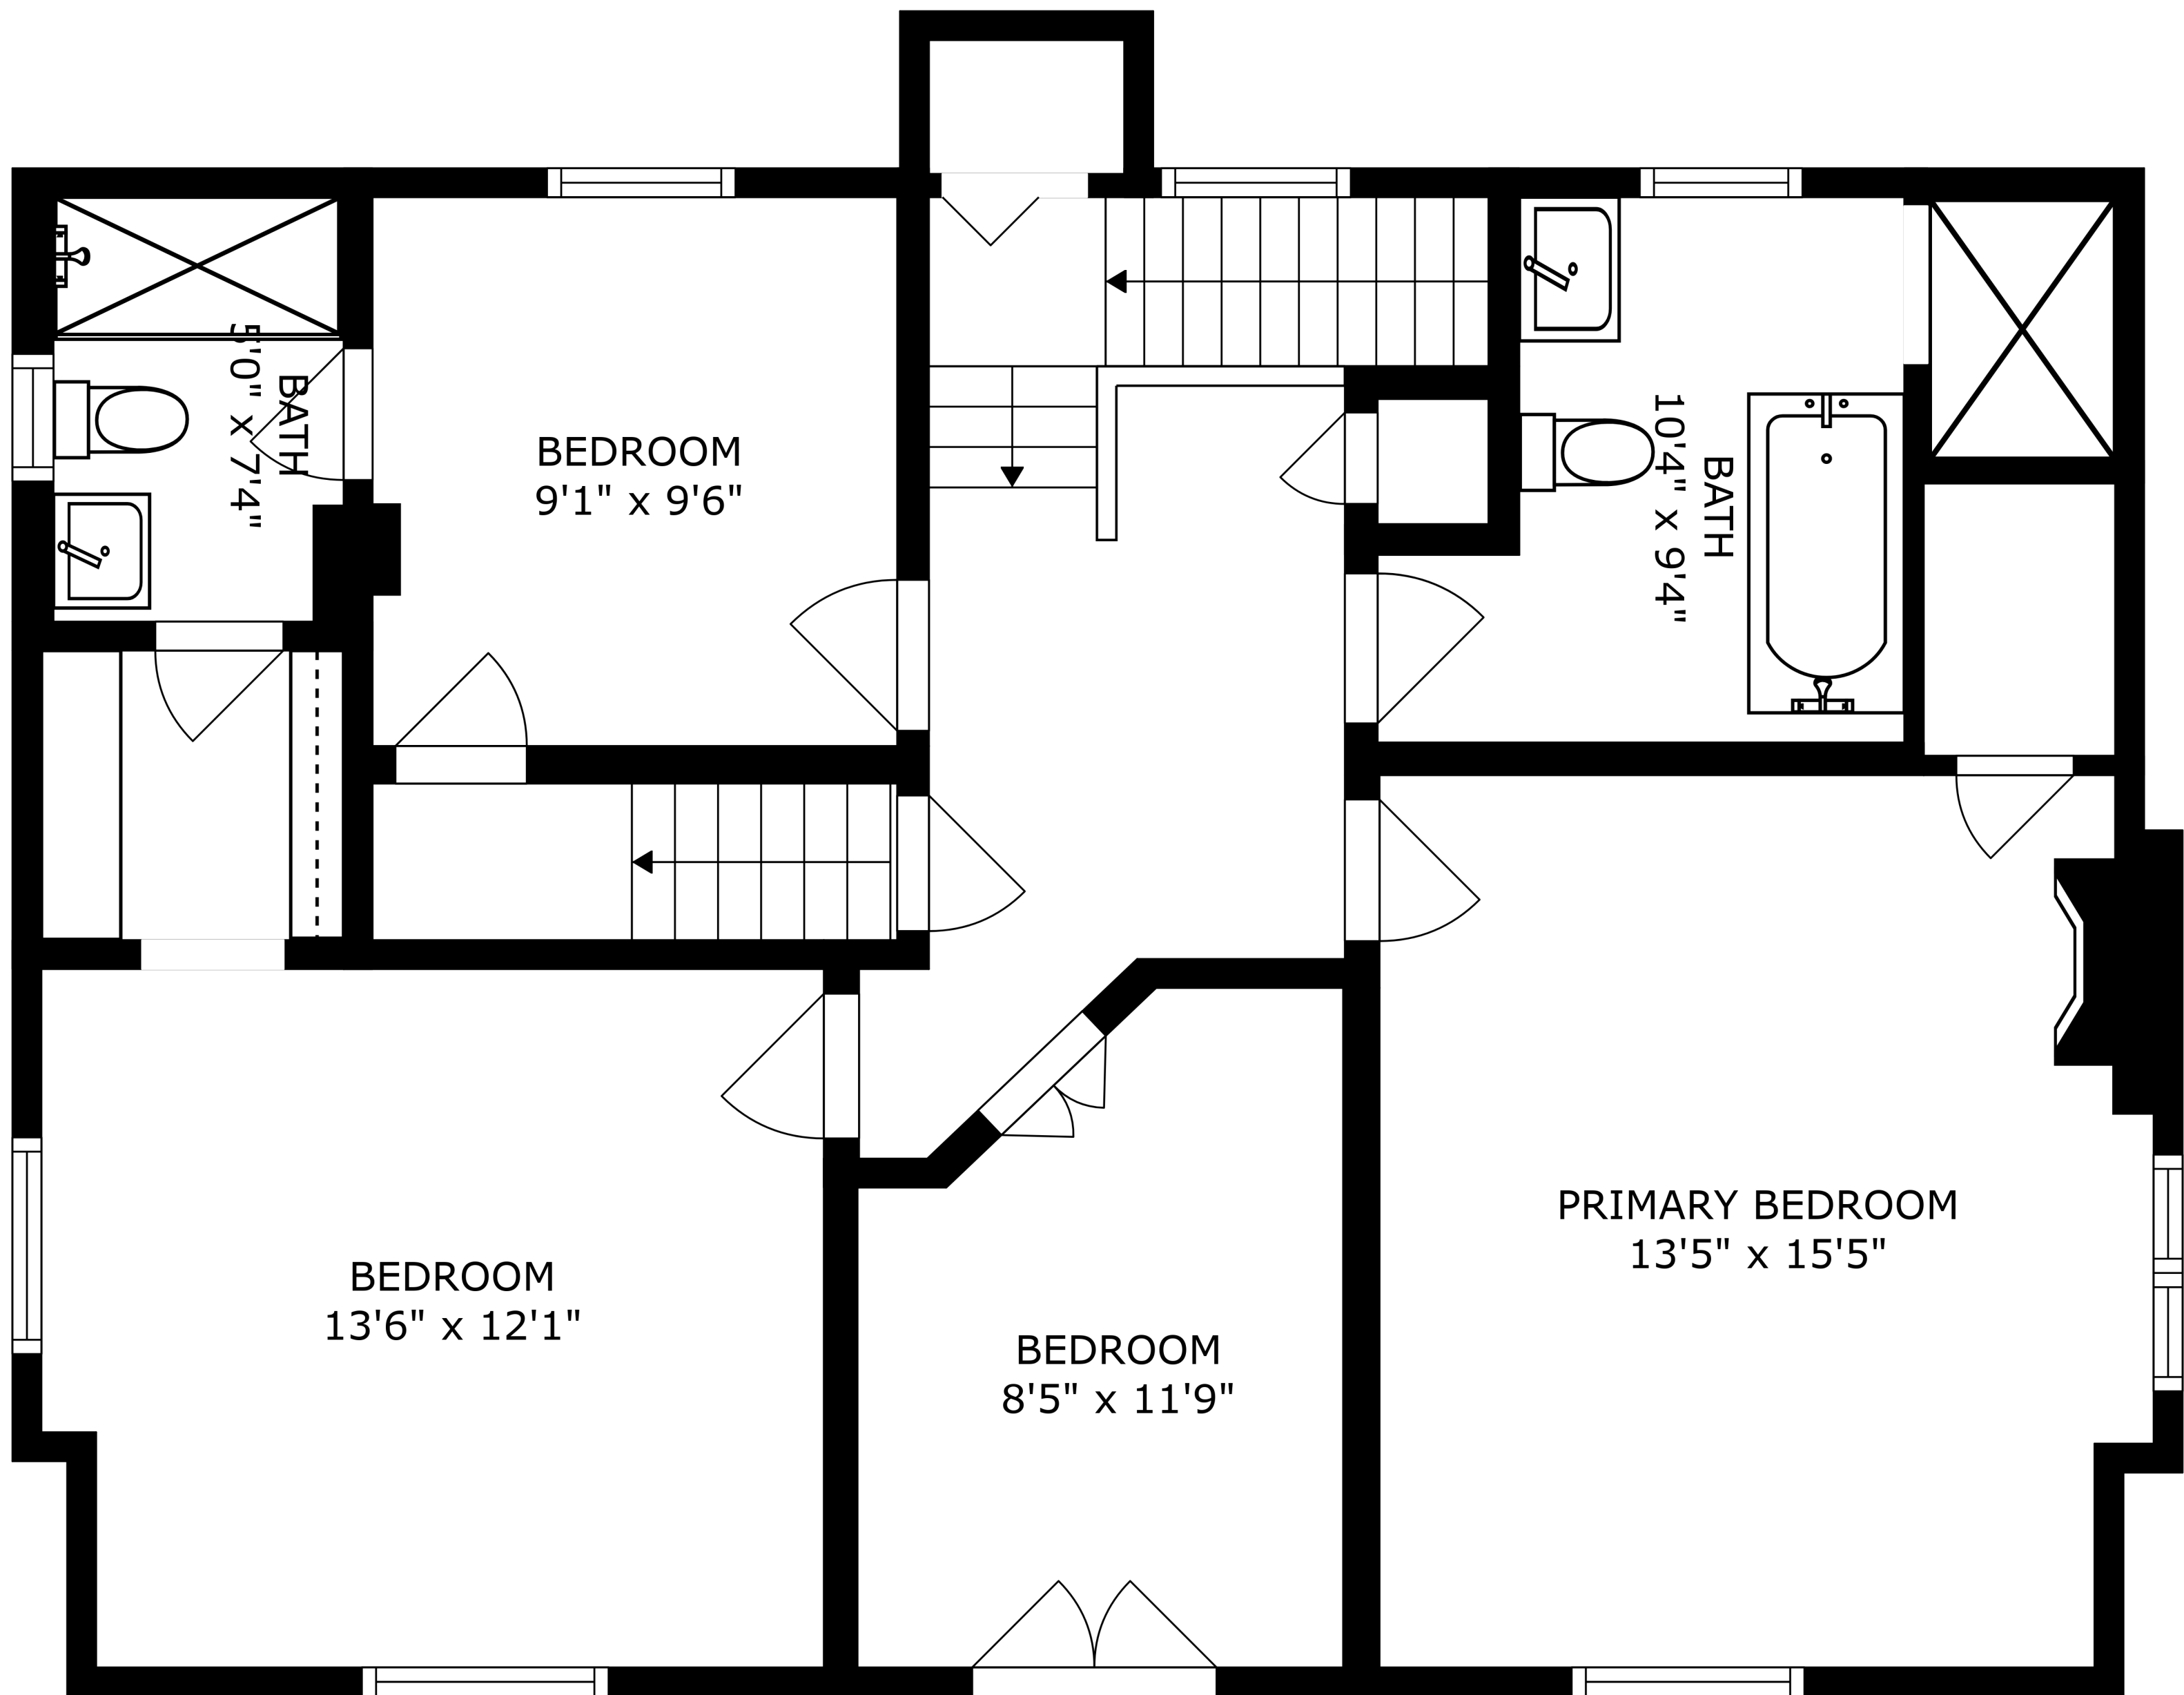 BATH
5'0" x 7'4"
BEDROOM
9'1" x 9'6"
BATH
10'4" x 9'4"
BEDROOM
13'6" x 12'1"
BEDROOM
8'5" x 11'9"
PRIMARY BEDROOM
13'5" x 15'5"